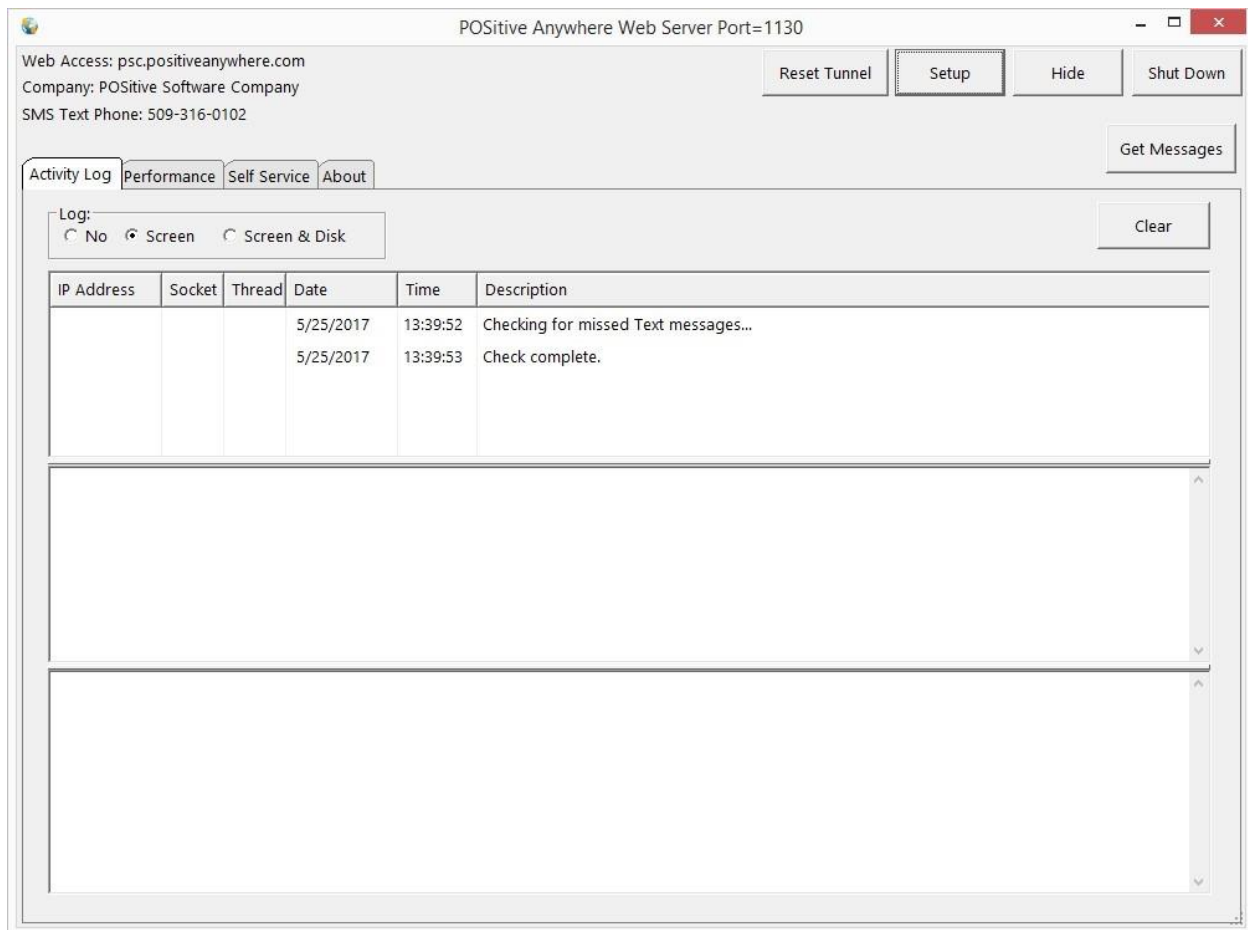 POSitive Anywhere Web Server Port=1130
Web Access: psc.positiveanywhere.com
Company: POSitive Software Company
SMS Text Phone: 509-316-0102
Reset Tunnel
Setup
Hide
Shut Down
Get Messages
Activity Log
Performance
Self Service
About
Log:
No
Screen
Screen & Disk
Clear
IP Address Socket Thread Date Time Description
5/25/2017 13:39:52 Checking for missed Text messages...
5/25/2017 13:39:53 Check complete.